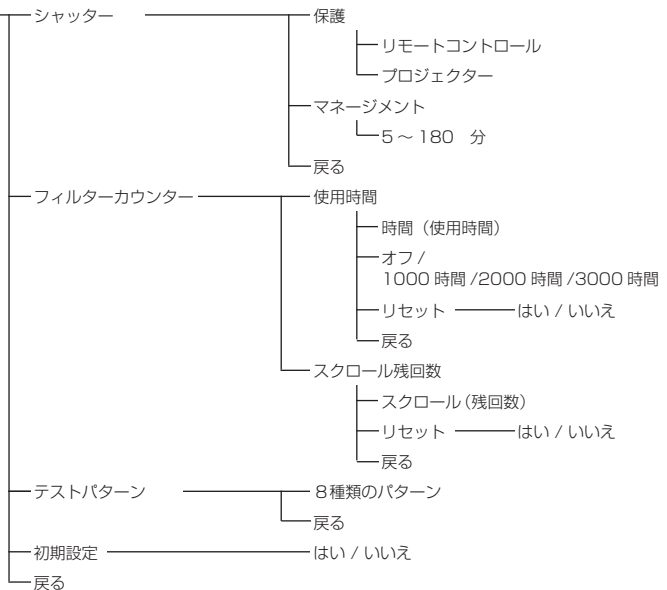 シャッター
保護
リモートコントロール
プロジェクター
マネージメント
5～180 分
戻る
フィルターカウンター
使用時間
時間（使用時間）
オフ /
1000 時間 /2000 時間 /3000 時間
リセット
はい / いいえ
戻る
スクロール残回数
スクロール（残回数）
リセット
はい / いいえ
戻る
テストパターン
８種類のパターン
戻る
初期設定
はい / いいえ
戻る